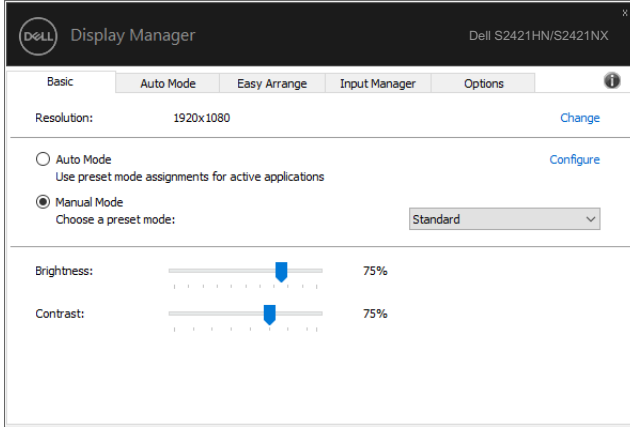 x
DELL Display Manager Dell S2421HN/S2421NX
Basic Auto Mode Easy Arrange Input Manager Options
Resolution: 1920x1080 Change
Auto Mode Configure
Use preset mode assignments for active applications
Manual Mode
Choose a preset mode: Standard
Brightness: 75%
Contrast: 75%